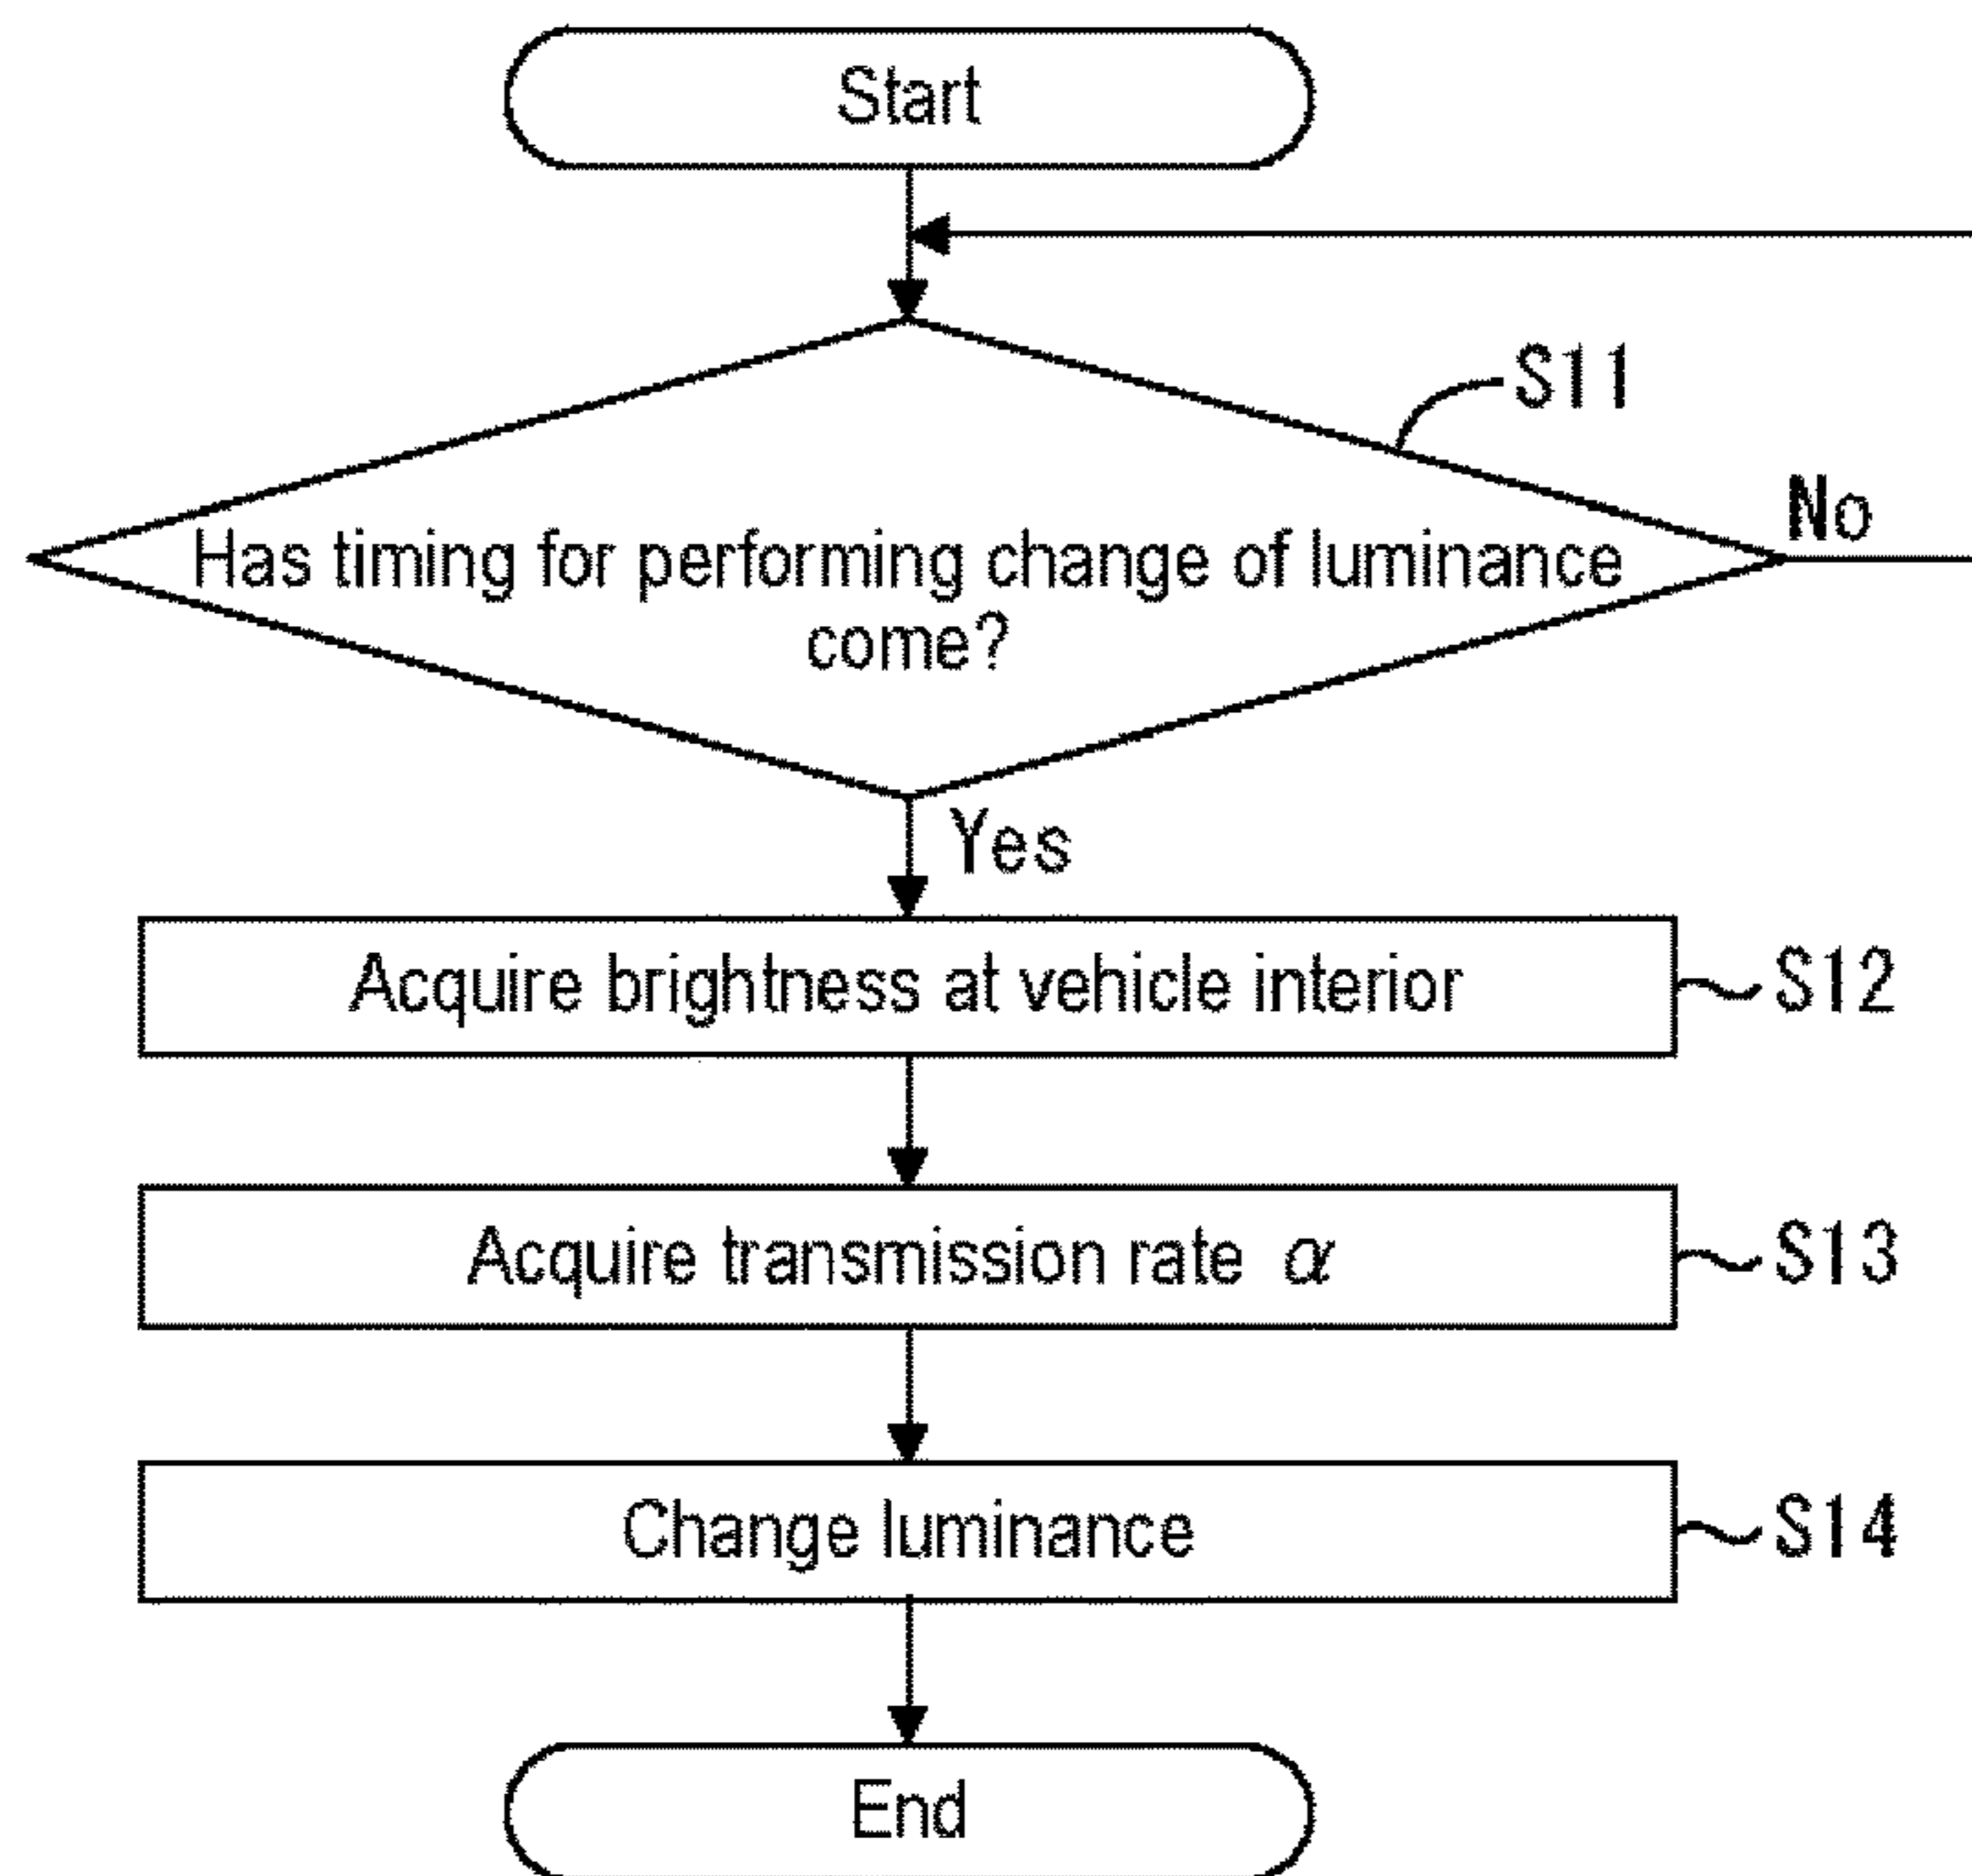 Start
S11
No
Has timing for performing change of luminance
come?
Yes
Acquire brightness at vehicle interior
S12
Acquire transmission rate α
S13
Change luminance
S14
End